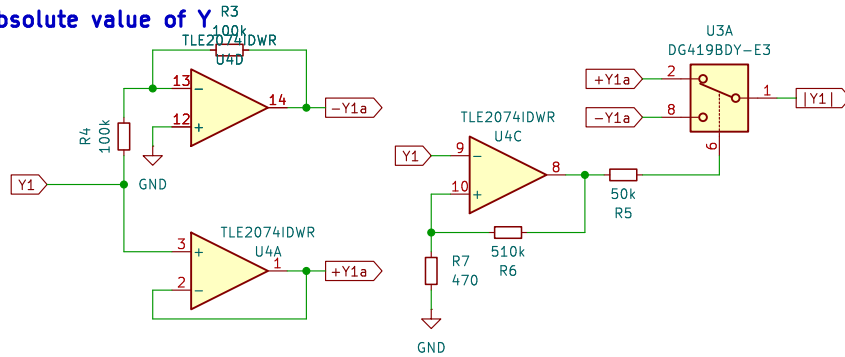 bsolute value of Y
R3
100k
TLE2074IDWR
U4D
13
12
14
−
+
-Y1a
R4
100k
GND
Y1
TLE2074IDWR
U4A
3
2
1
+
−
+Y1a
TLE2074IDWR
U4C
Y1
9
10
8
−
+
510k
R6
R7
470
GND
50k
R5
U3A
DG419BDY-E3
+Y1a
2
-Y1a
8
1
6
|Y1|